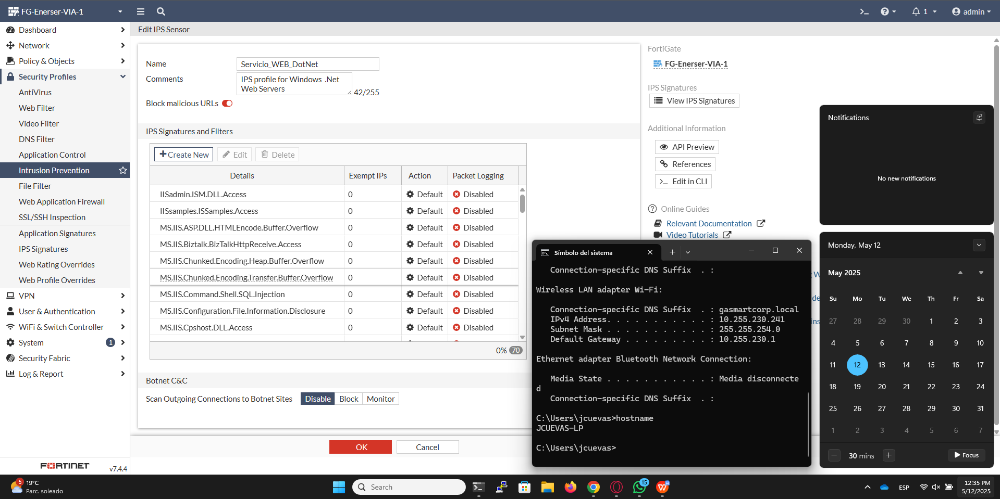 FG-Enerser-VIA-1
1
admin
Dashboard
Network
Policy & Objects
Security Profiles
AntiVirus
Web Filter
Video Filter
DNS Filter
Application Control
Intrusion Prevention
File Filter
Web Application Firewall
SSL/SSH Inspection
Application Signatures
IPS Signatures
Web Rating Overrides
Web Profile Overrides
VPN
User & Authentication
WiFi & Switch Controller
System 1
Security Fabric
Log & Report
FORTINET v7.4.4
Edit IPS Sensor
Name Servicio_WEB_DotNet
Comments IPS profile for Windows .Net
Web Servers 42/255
Block malicious URLs
IPS Signatures and Filters
Create New Edit Delete
Details Exempt IPs Action Packet Logging
IISadmin.ISM.DLL.Access 0 Default Disabled
IISsamples.ISSamples.Access 0 Default Disabled
MS.IIS.ASP.DLL.HTMLEncode.Buffer.Overflow 0 Default Disabled
MS.IIS.Biztalk.BizTalkHttpReceive.Access 0 Default Disabled
MS.IIS.Chunked.Encoding.Heap.Buffer.Overflow 0 Default Disabled
MS.IIS.Chunked.Encoding.Transfer.Buffer.Overflow 0 Default Disabled
MS.IIS.Command.Shell.SQL.Injection 0 Default Disabled
MS.IIS.Configuration.File.Information.Disclosure 0 Default Disabled
MS.IIS.Cpshost.DLL.Access 0 Default Disabled
0% 70
Botnet C&C
Scan Outgoing Connections to Botnet Sites Disable Block Monitor
OK Cancel
FortiGate
FG-Enerser-VIA-1
IPS Signatures
View IPS Signatures
Additional Information
API Preview
References
Edit in CLI
Online Guides
Relevant Documentation
Video Tutorials
Símbolo del sistema
Connection-specific DNS Suffix . :
Wireless LAN adapter Wi-Fi:
Connection-specific DNS Suffix . : gasmartcorp.local
IPv4 Address. . . . . . . . . . . : 10.255.230.241
Subnet Mask . . . . . . . . . . . : 255.255.254.0
Default Gateway . . . . . . . . . : 10.255.230.1
Ethernet adapter Bluetooth Network Connection:
Media State . . . . . . . . . . . : Media disconnecte
d
Connection-specific DNS Suffix . :
C:\Users\jcuevas>hostname
JCUEVAS-LP
C:\Users\jcuevas>
Notifications
No new notifications
Monday, May 12
May 2025
Su Mo Tu We Th Fr Sa
27 28 29 30 1 2 3
4 5 6 7 8 9 10
11 12 13 14 15 16 17
18 19 20 21 22 23 24
25 26 27 28 29 30 31
1 2 3 4 5 6 7
30 mins Focus
5 19°C
Parc. soleado
Search
15
ESP
12:35 PM
5/12/2025